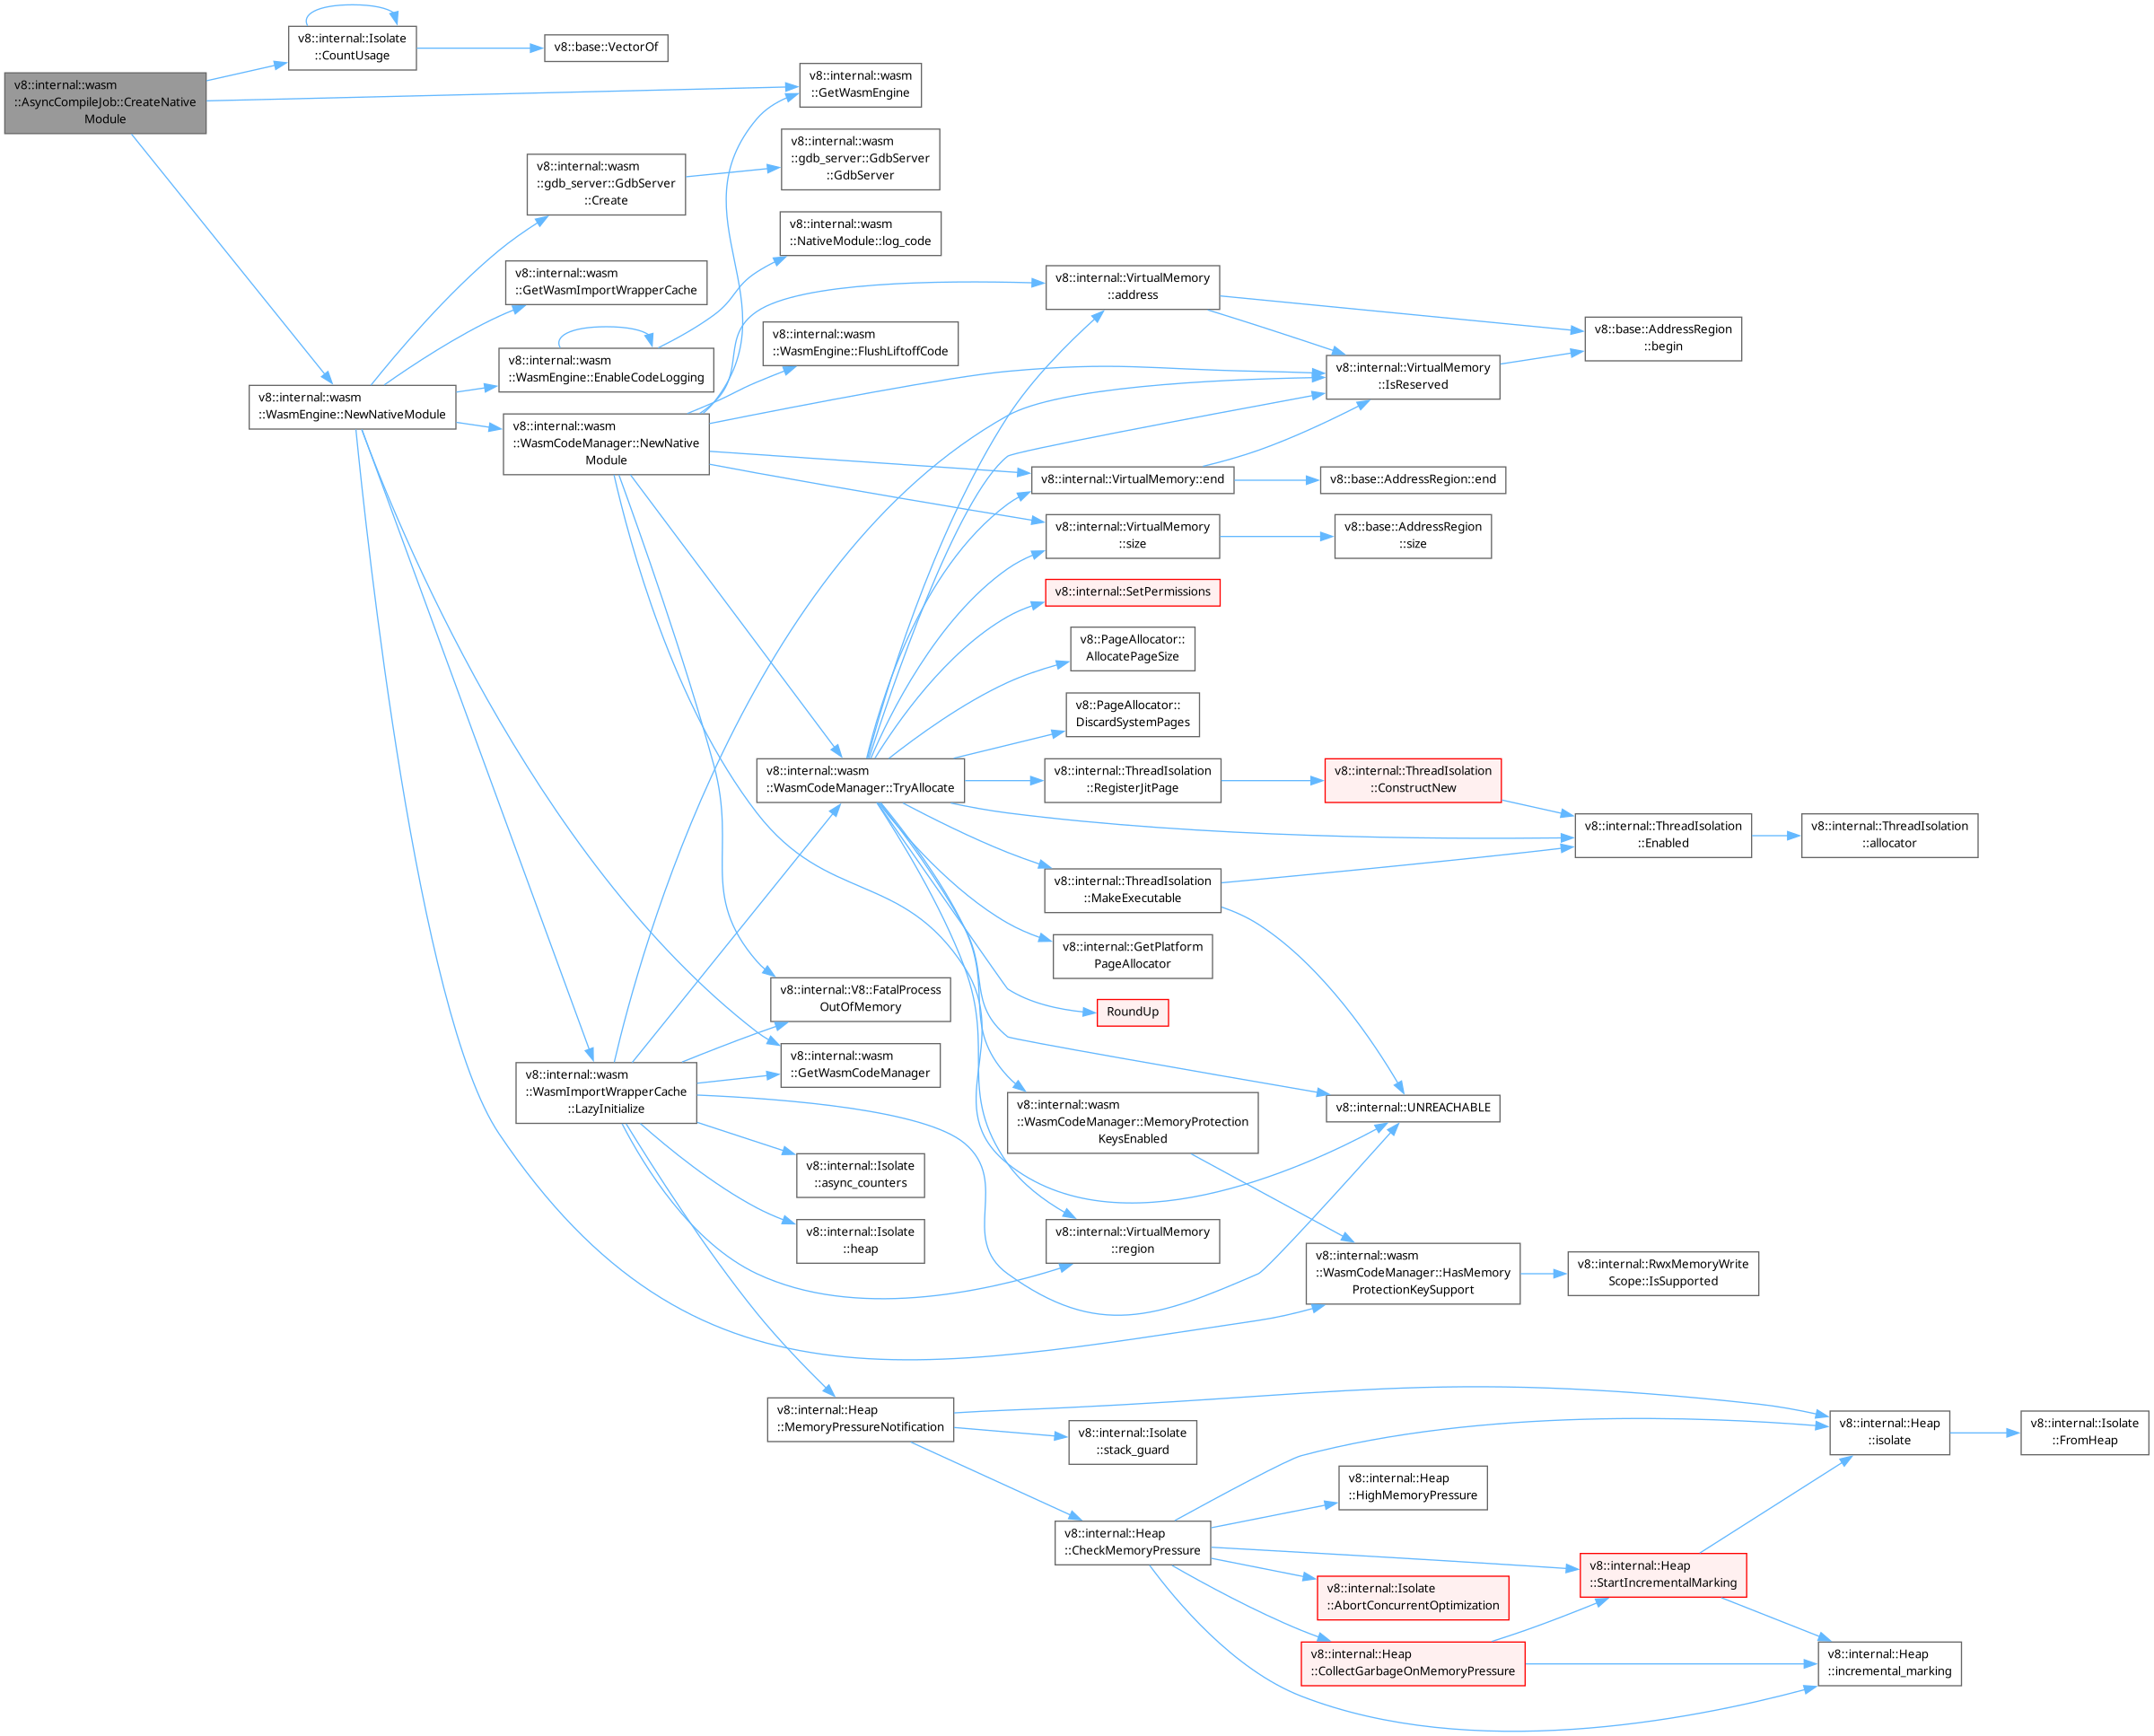 v8::internal::Isolate
::CountUsage
v8::base::VectorOf
v8::internal::wasm
::AsyncCompileJob::CreateNative
Module
v8::internal::wasm
::GetWasmEngine
v8::internal::wasm
::gdb_server::GdbServer
::GdbServer
v8::internal::wasm
::gdb_server::GdbServer
::Create
v8::internal::wasm
::NativeModule::log_code
v8::internal::wasm
::GetWasmImportWrapperCache
v8::internal::VirtualMemory
::address
v8::internal::wasm
::WasmEngine::FlushLiftoffCode
v8::base::AddressRegion
::begin
v8::internal::wasm
::WasmEngine::EnableCodeLogging
v8::internal::VirtualMemory
::IsReserved
v8::internal::wasm
::WasmEngine::NewNativeModule
v8::internal::wasm
::WasmCodeManager::NewNative
Module
v8::internal::VirtualMemory::end
v8::base::AddressRegion::end
v8::internal::VirtualMemory
::size
v8::base::AddressRegion
::size
v8::internal::SetPermissions
v8::PageAllocator::
AllocatePageSize
v8::PageAllocator::
DiscardSystemPages
v8::internal::wasm
::WasmCodeManager::TryAllocate
v8::internal::ThreadIsolation
::RegisterJitPage
v8::internal::ThreadIsolation
::ConstructNew
v8::internal::ThreadIsolation
::Enabled
v8::internal::ThreadIsolation
::allocator
v8::internal::ThreadIsolation
::MakeExecutable
v8::internal::GetPlatform
PageAllocator
v8::internal::V8::FatalProcess
OutOfMemory
RoundUp
v8::internal::wasm
::GetWasmCodeManager
v8::internal::wasm
::WasmImportWrapperCache
::LazyInitialize
v8::internal::wasm
::WasmCodeManager::MemoryProtection
KeysEnabled
v8::internal::UNREACHABLE
v8::internal::Isolate
::async_counters
v8::internal::Isolate
::heap
v8::internal::VirtualMemory
::region
v8::internal::wasm
::WasmCodeManager::HasMemory
ProtectionKeySupport
v8::internal::RwxMemoryWrite
Scope::IsSupported
v8::internal::Heap
::MemoryPressureNotification
v8::internal::Isolate
::stack_guard
v8::internal::Heap
::isolate
v8::internal::Isolate
::FromHeap
v8::internal::Heap
::HighMemoryPressure
v8::internal::Heap
::CheckMemoryPressure
v8::internal::Heap
::StartIncrementalMarking
v8::internal::Isolate
::AbortConcurrentOptimization
v8::internal::Heap
::CollectGarbageOnMemoryPressure
v8::internal::Heap
::incremental_marking